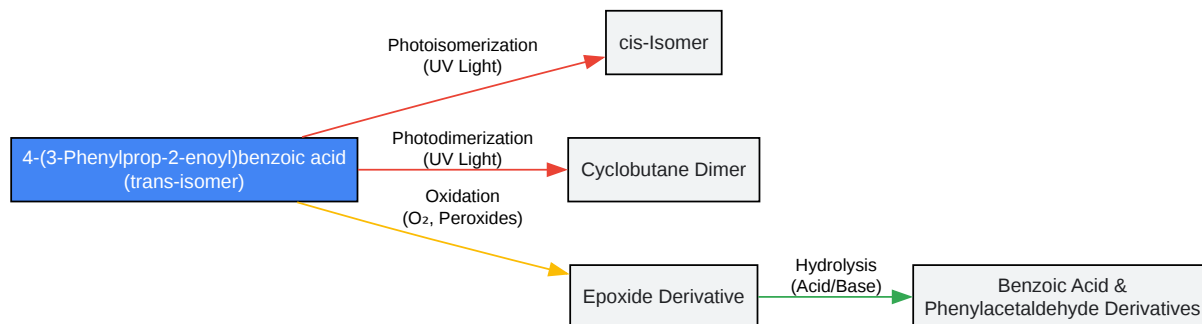 cis-Isomer
Photoisomerization
(UV Light)
4-(3-Phenylprop-2-enoyl)benzoic acid
(trans-isomer)
Photodimerization
(UV Light)
Cyclobutane Dimer
Oxidation
(O₂, Peroxides)
Epoxide Derivative
Hydrolysis
(Acid/Base)
Benzoic Acid &
Phenylacetaldehyde Derivatives